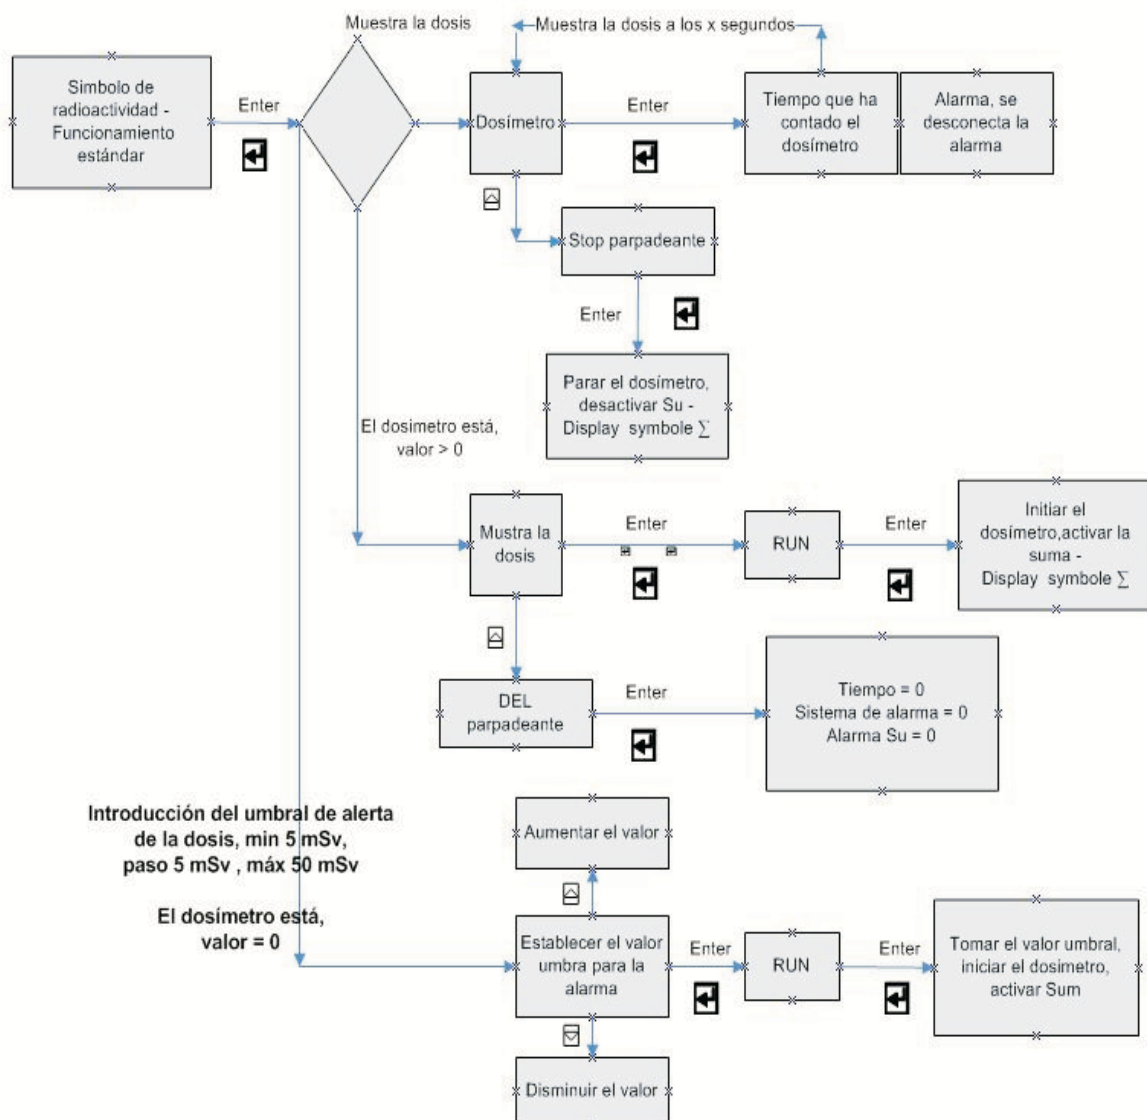 Muestra la dosis
Muestra la dosis a los x segundos
Simbolo de
radioactividad -
Funcionamiento
estándar
Enter
Dosímetro
Enter
Tiempo que ha
contado el
dosímetro
Alarma, se
desconecta la
alarma
Stop parpadeante
Enter
Parar el dosímetro,
desactivar Su -
Display symbole ∑
El dosimetro está,
valor > 0
Mustra la
dosis
Enter
RUN
Enter
Initiar el
dosímetro,activar la
suma -
Display symbole ∑
DEL
parpadeante
Enter
Tiempo = 0
Sistema de alarma = 0
Alarma Su = 0
Introducción del umbral de alerta
de la dosis, min 5 mSv,
paso 5 mSv , máx 50 mSv
El dosímetro está,
valor = 0
Aumentar el valor
Establecer el valor
umbra para la
alarma
Enter
RUN
Enter
Tomar el valor umbral,
iniciar el dosimetro,
activar Sum
Disminuir el valor